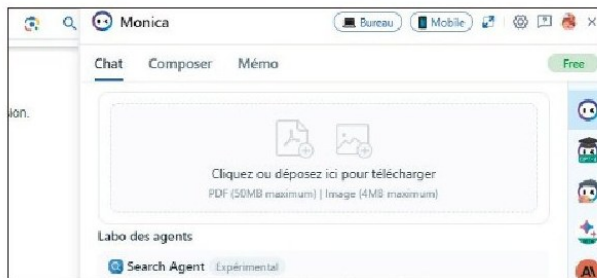 Monica Bureau Mobile
Chat Composer Mémo Free
sion.
Cliquez ou déposez ici pour télécharger
PDF (50MB maximum) | Image (4MB maximum)
Labo des agents
Search Agent Expérimental